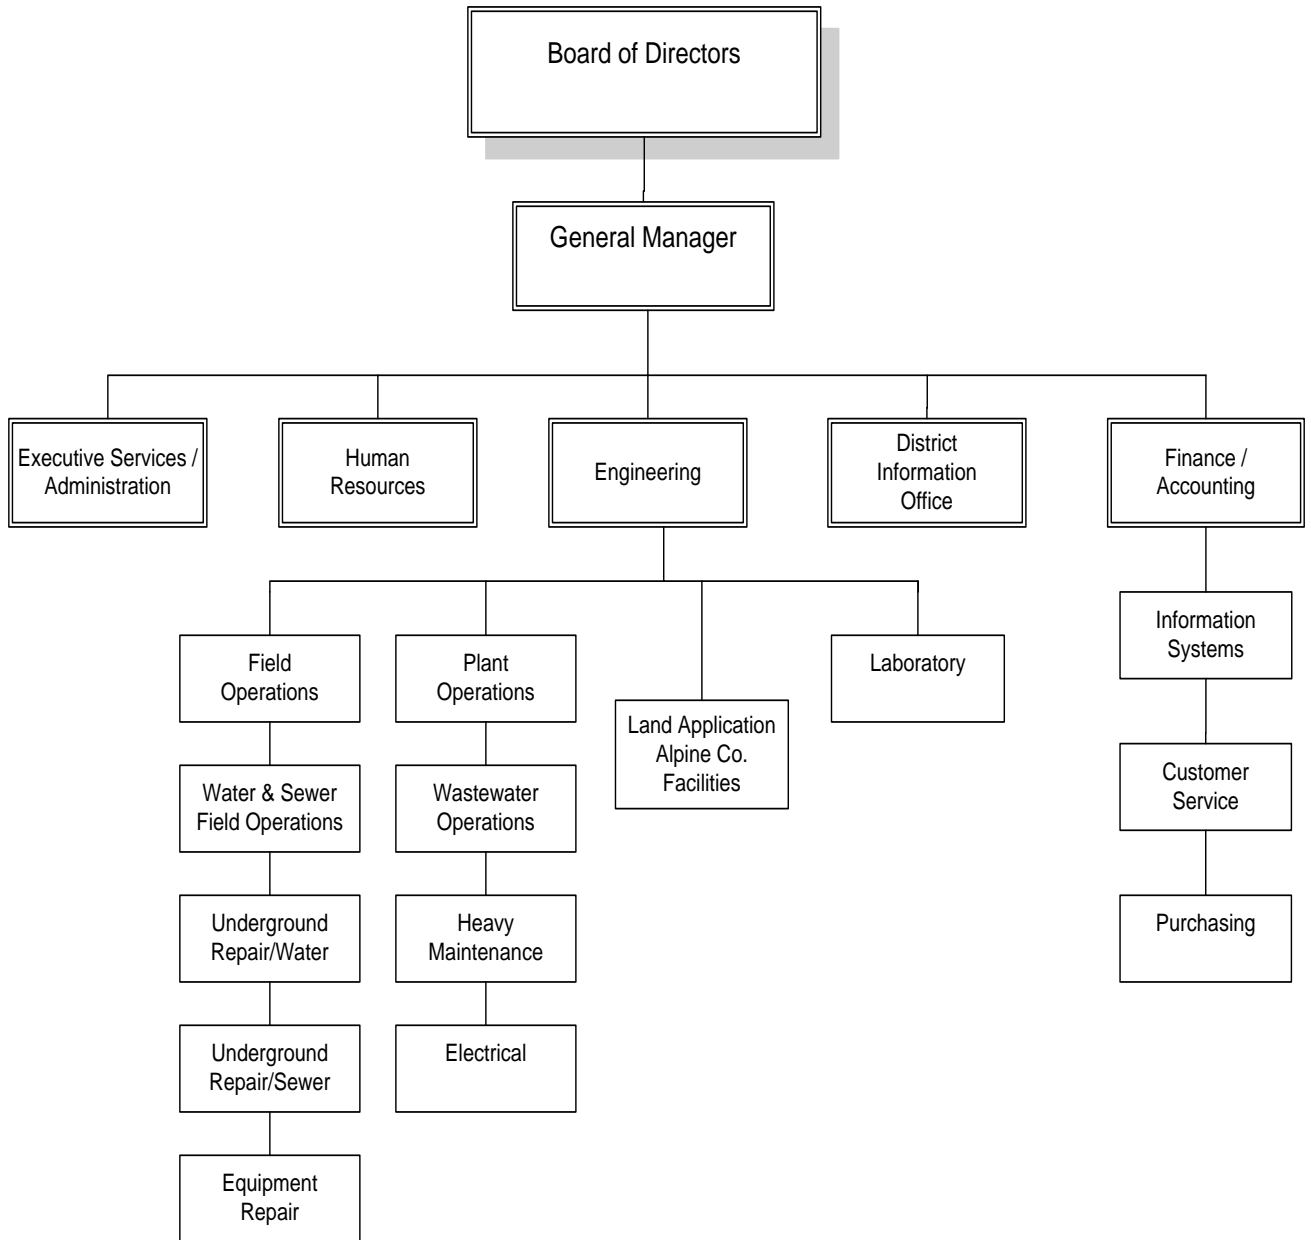 Board of Directors
General Manager
Executive Services /
Administration
Human
Resources
Engineering
District
Information
Office
Finance /
Accounting
Field
Operations
Plant
Operations
Land Application
Alpine Co.
Facilities
Laboratory
Information
Systems
Water & Sewer
Field Operations
Wastewater
Operations
Customer
Service
Underground
Repair/Water
Heavy
Maintenance
Purchasing
Underground
Repair/Sewer
Electrical
Equipment
Repair